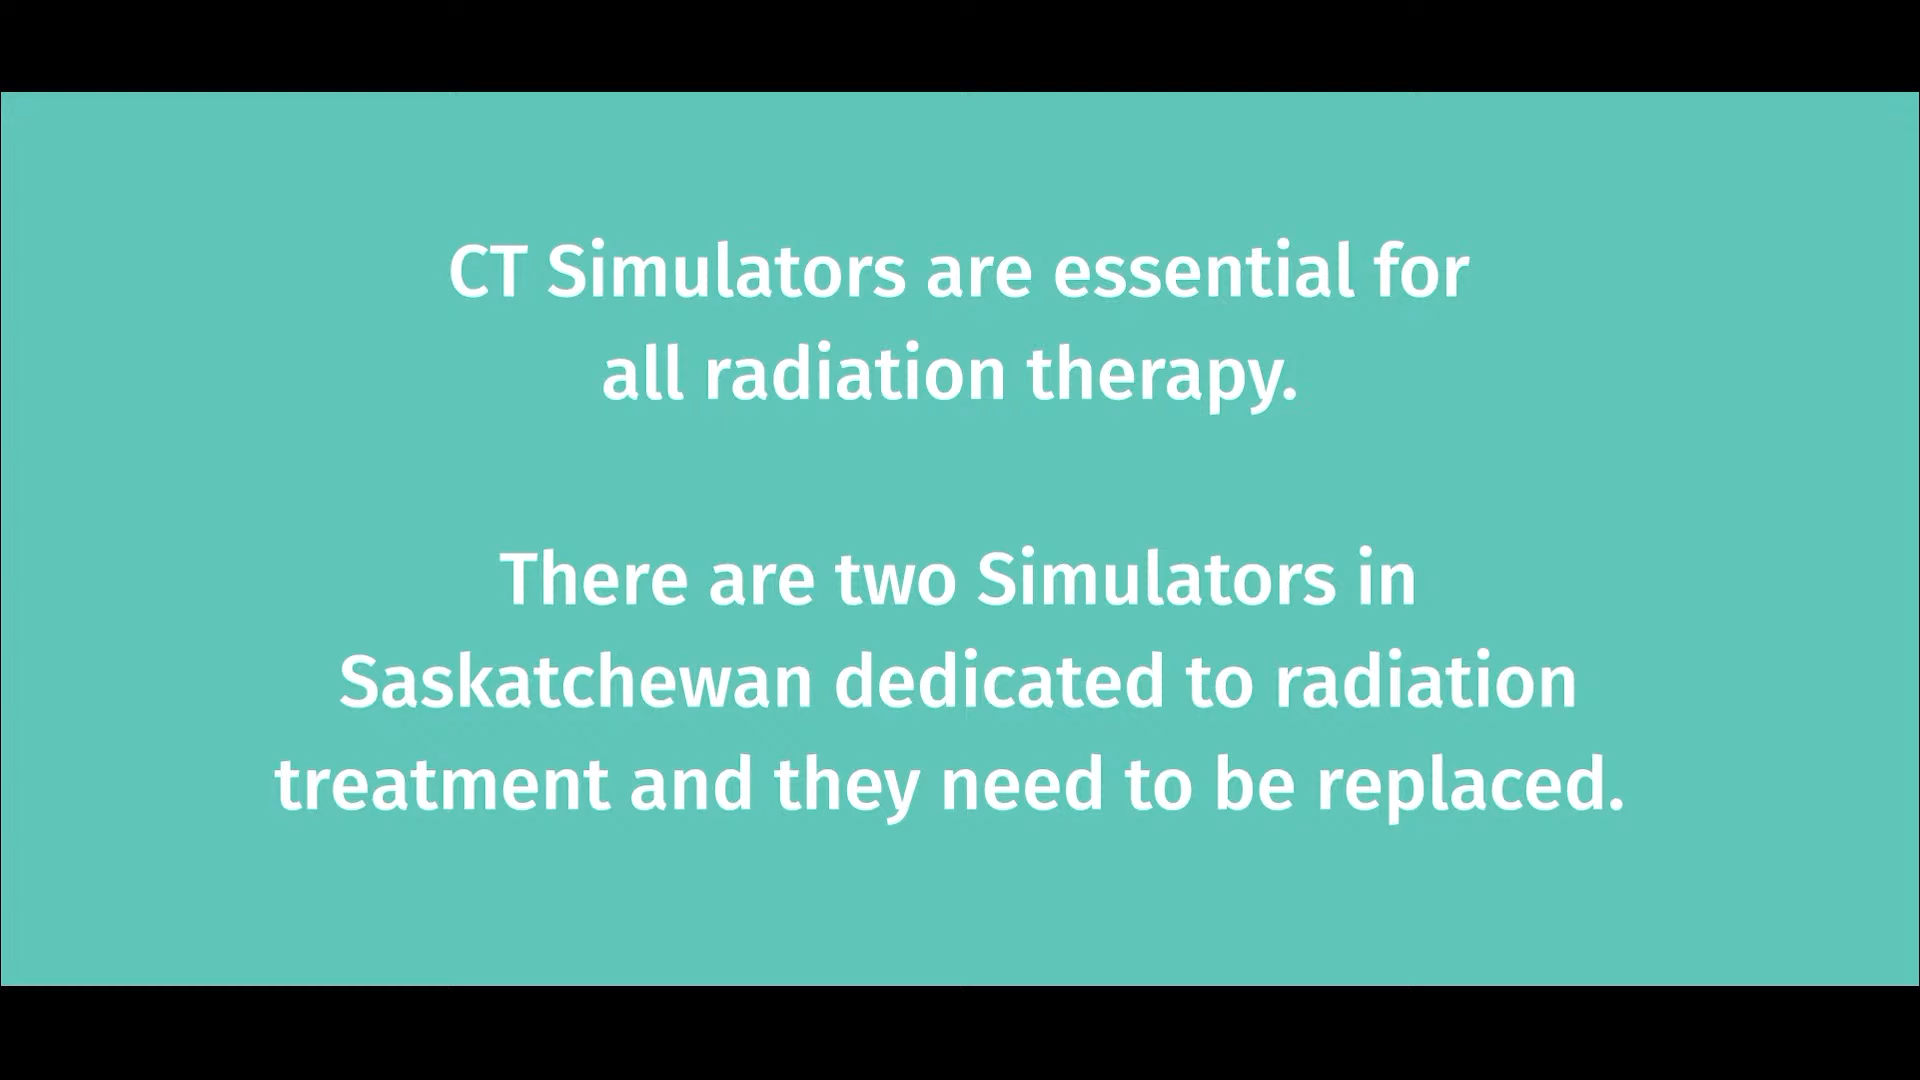 CT Simulators are essential for
all radiation therapy.
There are two Simulators in
Saskatchewan dedicated to radiation
treatment and they need to be replaced.